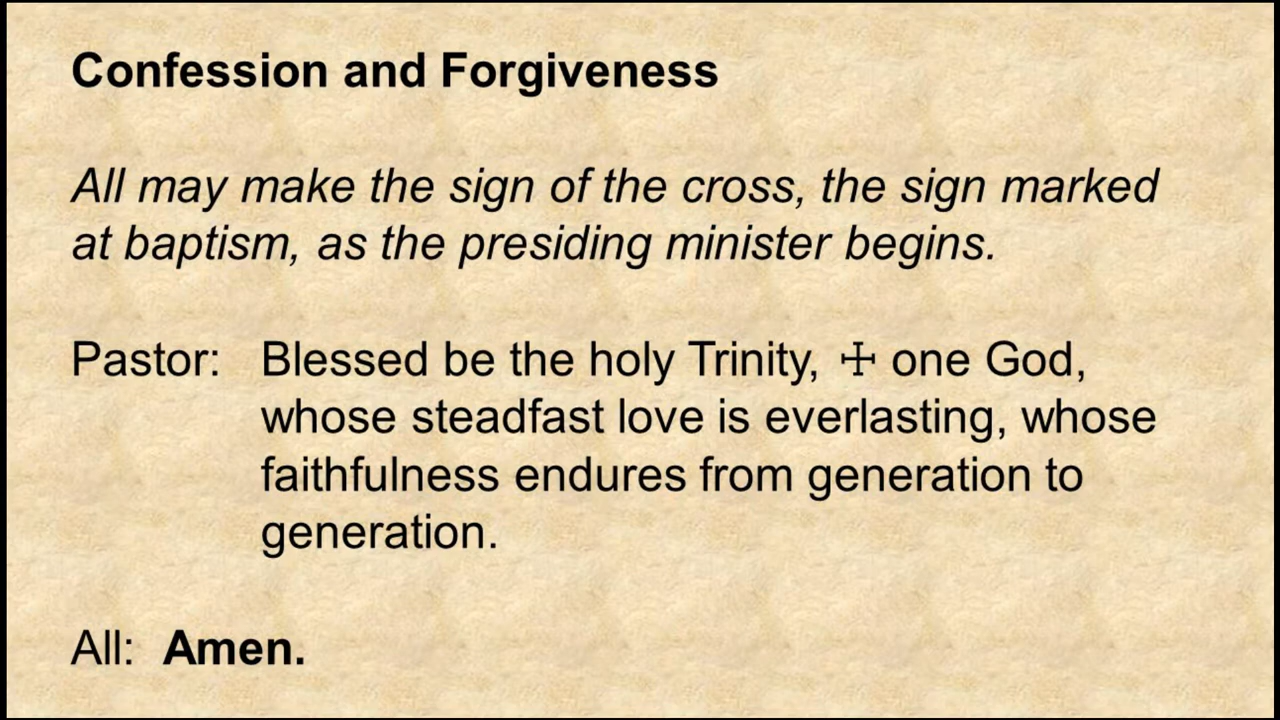 Confession and Forgiveness
All may make the sign of the cross, the sign marked
at baptism, as the presiding minister begins.
Pastor: Blessed be the holy Trinity, ☩ one God,
whose steadfast love is everlasting, whose
faithfulness endures from generation to
generation.
All: Amen.